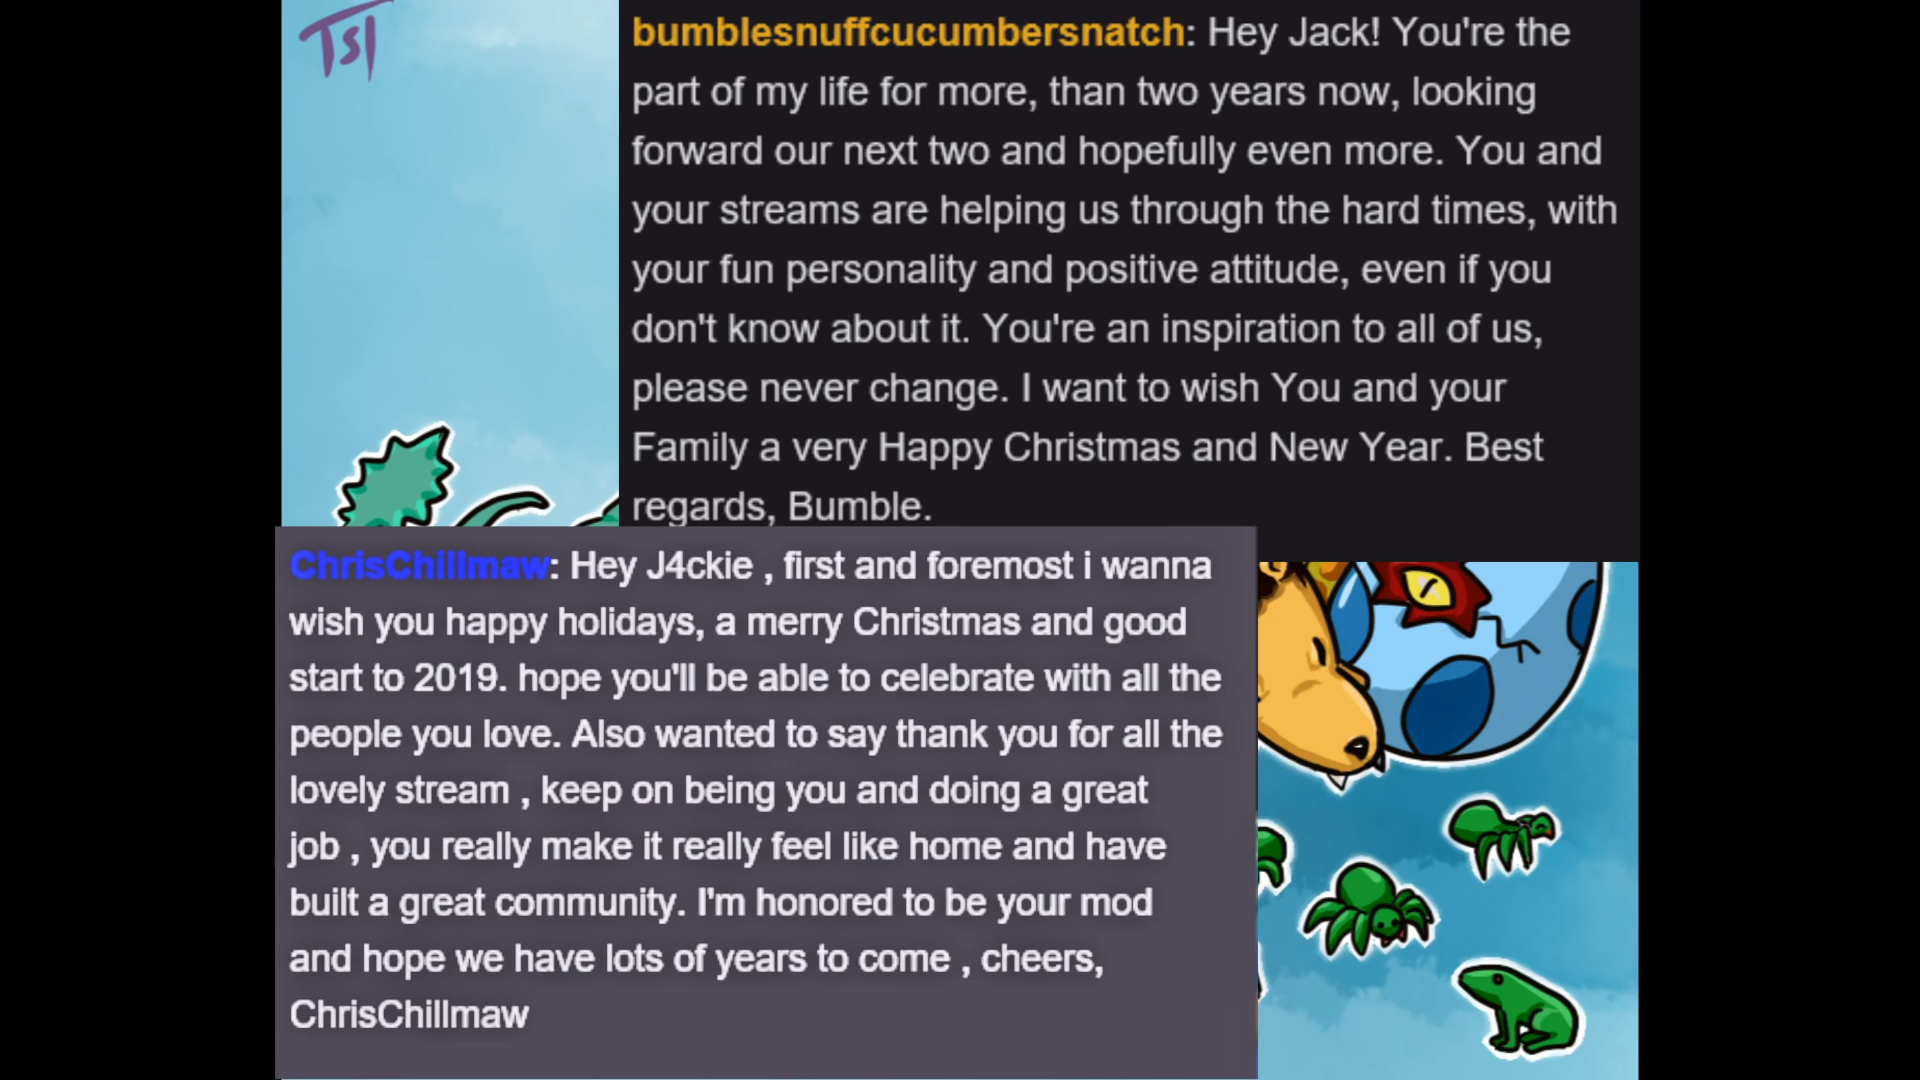 TSI
bumblesnuffcucumbersnatch: Hey Jack! You're the
part of my life for more, than two years now, looking
forward our next two and hopefully even more. You and
your streams are helping us through the hard times, with
your fun personality and positive attitude, even if you
don't know about it. You're an inspiration to all of us,
please never change. I want to wish You and your
Family a very Happy Christmas and New Year. Best
regards, Bumble.
ChrisChillmaw: Hey J4ckie , first and foremost i wanna
wish you happy holidays, a merry Christmas and good
start to 2019. hope you'll be able to celebrate with all the
people you love. Also wanted to say thank you for all the
lovely stream , keep on being you and doing a great
job , you really make it really feel like home and have
built a great community. I'm honored to be your mod
and hope we have lots of years to come , cheers,
ChrisChillmaw